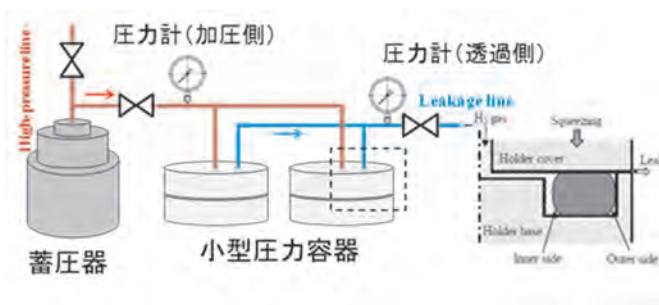 圧力計(加圧側)
圧力計(透過側)
High-pressure line
Leakage line
H₂ gas
Squeezing
Holder cover
Leak
Holder base
Inner side
Outer side
蓄圧器
小型圧力容器